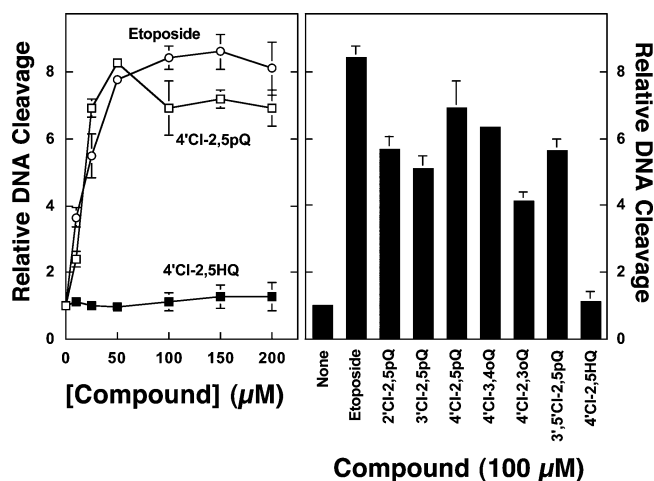 Relative DNA Cleavage
8
6
4
2
0
Etoposide
4'Cl-2,5pQ
4'Cl-2,5HQ
0 50 100 150 200
[Compound] (µM)
None
Etoposide
2'Cl-2,5pQ
3'Cl-2,5pQ
4'Cl-2,5pQ
4'Cl-3,4oQ
4'Cl-2,3oQ
3',5'Cl-2,5pQ
4'Cl-2,5HQ
Compound (100 µM)
8
6
4
2
0
Relative DNA Cleavage